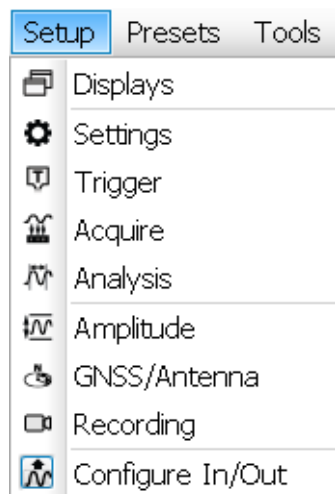 Setup Presets Tools
Displays
Settings
Trigger
Acquire
Analysis
Amplitude
GNSS/Antenna
Recording
Configure In/Out